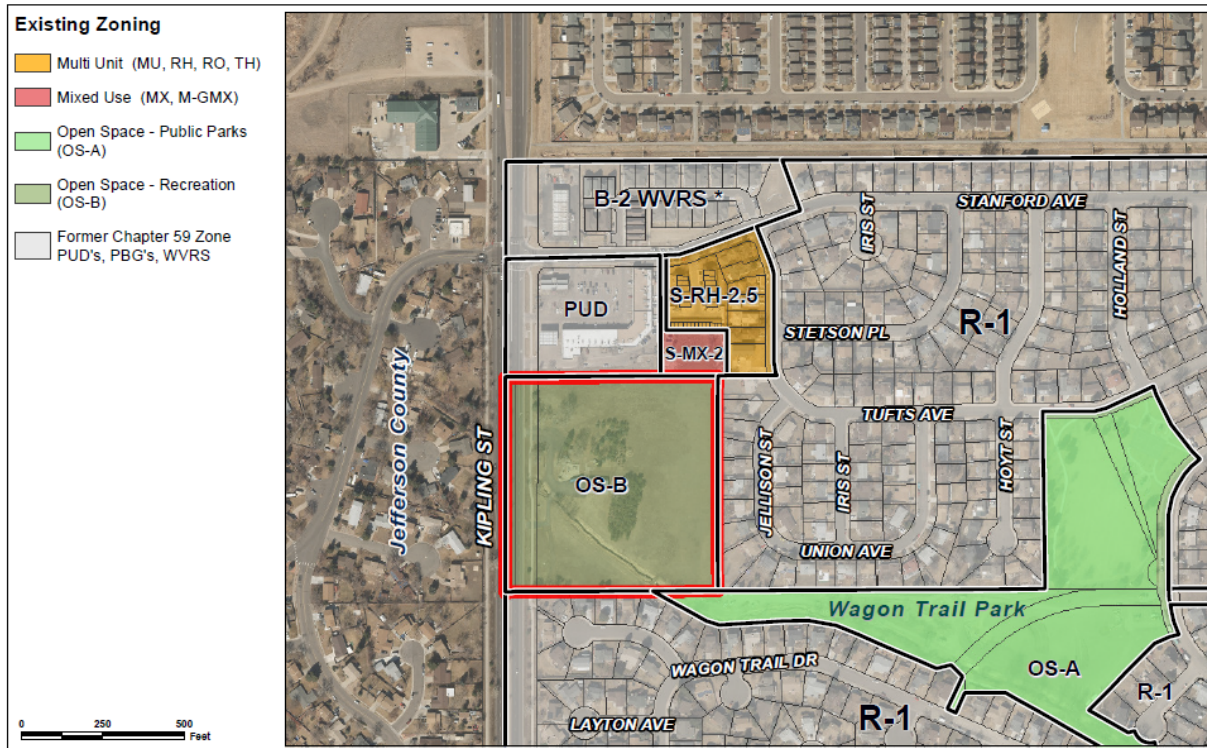 Existing Zoning
Multi Unit (MU, RH, RO, TH)
Mixed Use (MX, M-GMX)
Open Space - Public Parks
(OS-A)
Open Space - Recreation
(OS-B)
Former Chapter 59 Zone
PUD's, PBG's, WVRS
0 250 500
Feet
B-2 WVRS *
STANFORD AVE
IRIS ST
HOLLAND ST
S-RH-2.5
PUD
STETSON PL
R-1
S-MX-2
Jefferson County
KIPLING ST
TUFTS AVE
JELLISON ST
IRIS ST
HOYT ST
OS-B
UNION AVE
Wagon Trail Park
WAGON TRAIL DR
OS-A
R-1
LAYTON AVE
R-1